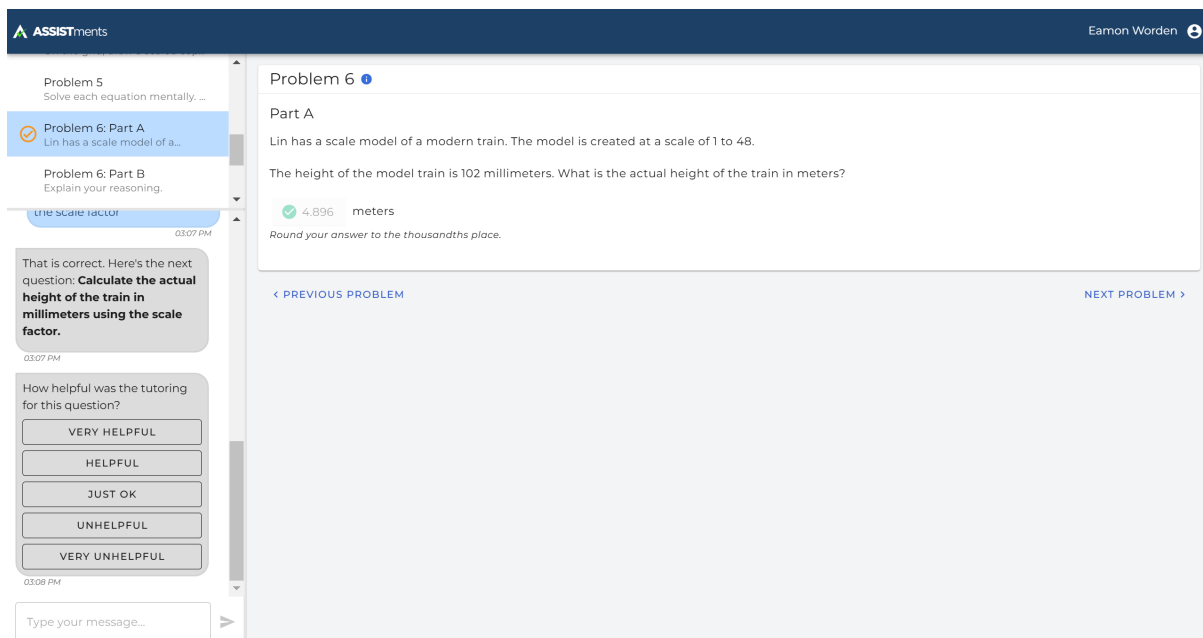 ASSISTments
Eamon Worden
Problem 5
Solve each equation mentally. ...
Problem 6: Part A
Lin has a scale model of a...
Problem 6: Part B
Explain your reasoning.
the scale factor
03:07 PM
That is correct. Here's the next
question: Calculate the actual
height of the train in
millimeters using the scale
factor.
03:07 PM
How helpful was the tutoring
for this question?
VERY HELPFUL
HELPFUL
JUST OK
UNHELPFUL
VERY UNHELPFUL
03:08 PM
Type your message...
Problem 6
Part A
Lin has a scale model of a modern train. The model is created at a scale of 1 to 48.
The height of the model train is 102 millimeters. What is the actual height of the train in meters?
4.896 meters
Round your answer to the thousandths place.
< PREVIOUS PROBLEM
NEXT PROBLEM >